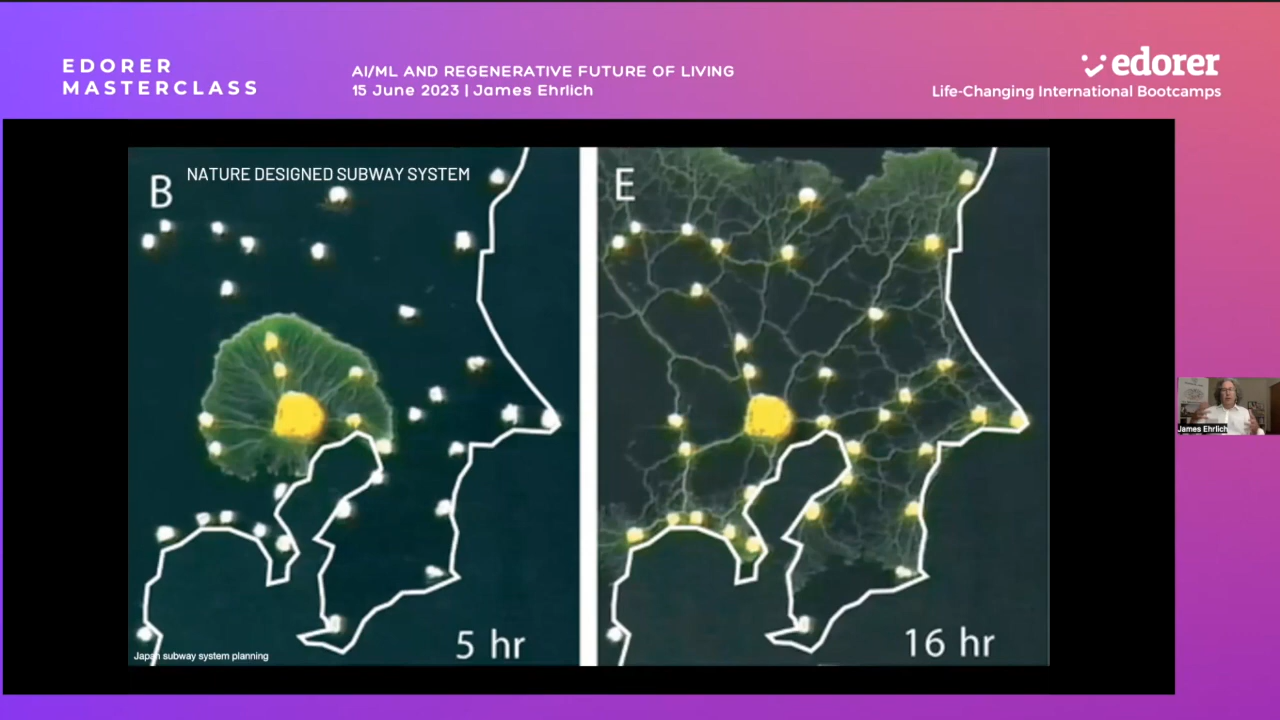 EDORER
MASTERCLASS
AI/ML AND REGENERATIVE FUTURE OF LIVING
15 June 2023 | James Ehrlich
edorer
Life-Changing International Bootcamps
B
NATURE DESIGNED SUBWAY SYSTEM
E
5 hr
16 hr
Japan subway system planning
James Ehrlich